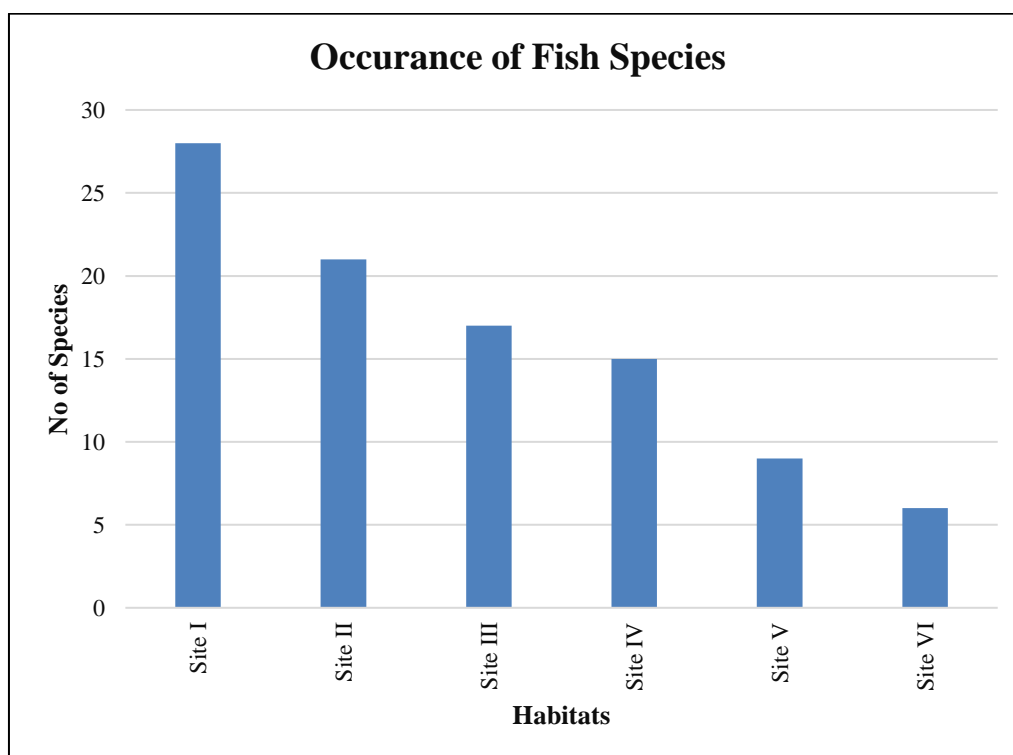 Occurance of Fish Species
30
25
20
15
10
5
0
No of Species
Site I
Site II
Site III
Site IV
Site V
Site VI
Habitats